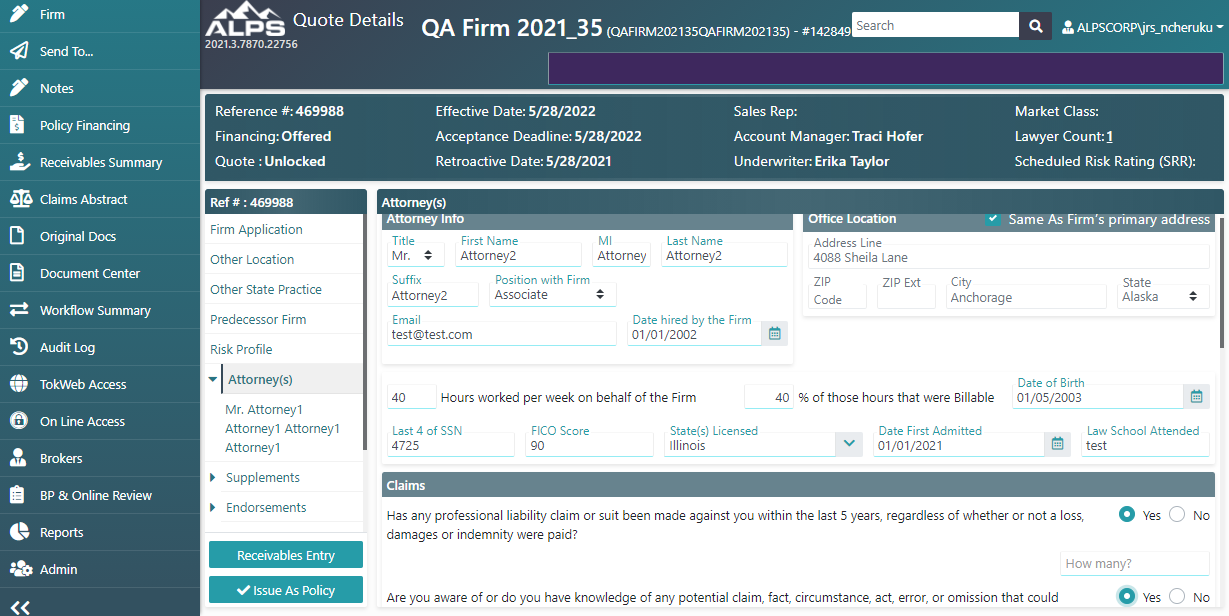 Firm
Send To...
Notes
Policy Financing
Receivables Summary
Claims Abstract
Original Docs
Document Center
Workflow Summary
Audit Log
TokWeb Access
On Line Access
Brokers
BP & Online Review
Reports
Admin
ALPS
2021.3.7870.22756
Quote Details
QA Firm 2021_35 (QAFIRM202135QAFIRM202135) - #142849
Search
ALPSCORP\jrs_ncheruku
Reference #: 469988
Effective Date: 5/28/2022
Sales Rep:
Market Class:
Financing: Offered
Acceptance Deadline: 5/28/2022
Account Manager: Traci Hofer
Lawyer Count: 1
Quote : Unlocked
Retroactive Date: 5/28/2021
Underwriter: Erika Taylor
Scheduled Risk Rating (SRR):
Ref # : 469988
Firm Application
Other Location
Other State Practice
Predecessor Firm
Risk Profile
Attorney(s)
Mr. Attorney1
Attorney1 Attorney1
Attorney1
Supplements
Endorsements
Receivables Entry
Issue As Policy
Attorney(s)
Attorney Info
Title
Mr.
First Name
Attorney2
MI
Attorney
Last Name
Attorney2
Suffix
Attorney2
Position with Firm
Associate
Email
test@test.com
Date hired by the Firm
01/01/2002
Office Location
Same As Firm's primary address
Address Line
4088 Sheila Lane
ZIP
Code
ZIP Ext
City
Anchorage
State
Alaska
40 Hours worked per week on behalf of the Firm
40 % of those hours that were Billable
Date of Birth
01/05/2003
Last 4 of SSN
4725
FICO Score
90
State(s) Licensed
Illinois
Date First Admitted
01/01/2021
Law School Attended
test
Claims
Has any professional liability claim or suit been made against you within the last 5 years, regardless of whether or not a loss,
damages or indemnity were paid?
Yes No
How many?
Are you aware of or do you have knowledge of any potential claim, fact, circumstance, act, error, or omission that could
Yes No